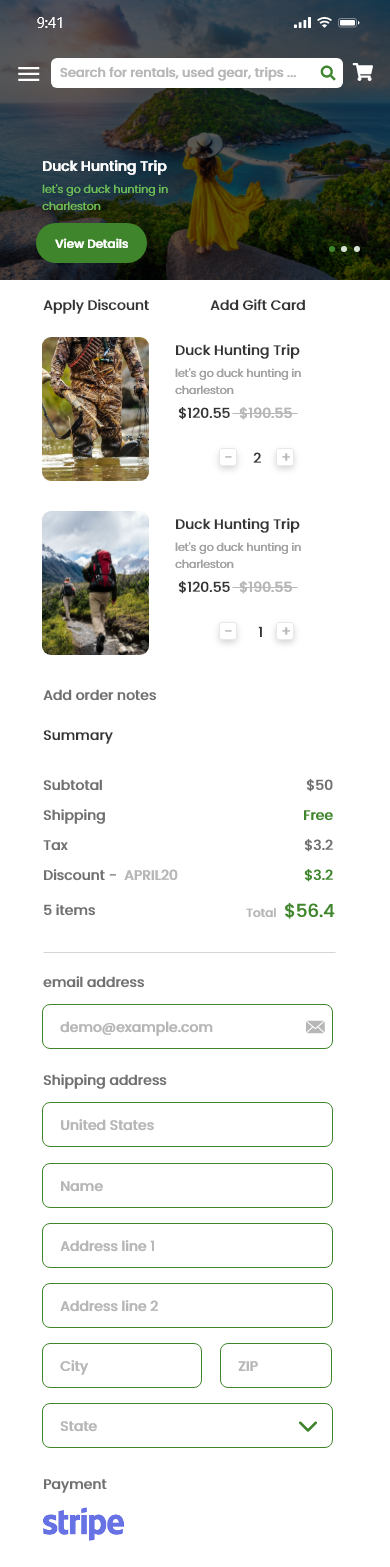 9:41
Search for rentals, used gear, trips ...
Duck Hunting Trip
let's go duck hunting in
charleston
View Details
Apply Discount Add Gift Card
Duck Hunting Trip
let's go duck hunting in
charleston
$120.55 $190.55
- 2 +
Duck Hunting Trip
let's go duck hunting in
charleston
$120.55 $190.55
- 1 +
Add order notes
Summary
Subtotal $50
Shipping Free
Tax $3.2
Discount - APRIL20 $3.2
5 items Total $56.4
email address
demo@example.com
Shipping address
United States
Name
Address line 1
Address line 2
City ZIP
State
Payment
stripe